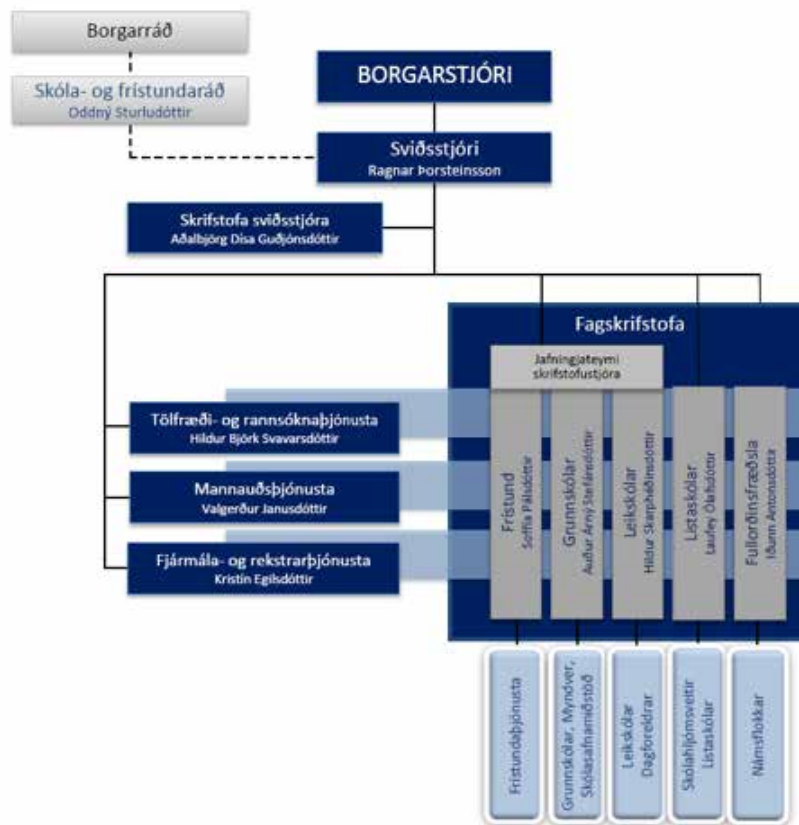 Borgarráð
Skóla- og frístundaráð
Oddný Sturludóttir
BORGARSTJÓRI
Sviðsstjóri
Ragnar Þorsteinsson
Skrifstofa sviðsstjóra
Aðalbjörg Dísa Guðjónsdóttir
Fagskrifstofa
Jafningjateymi
skrifstofustjóra
Tölfræði- og rannsóknaþjónusta
Hildur Björk Svavarsdóttir
Mannauðsþjónusta
Valgerður Janusdóttir
Fjármála- og rekstrarþjónusta
Kristín Egilsdóttir
Frístund
Soffía Pálsdóttir
Grunnskólar
Auður Árný Stefánsdóttir
Leikskólar
Hildur Skarphéðinsdóttir
Listaskólar
Laufey Ólafsdóttir
Fullorðinsfræðsla
Iðunn Antonsdóttir
Frístundaþjónusta
Grunnskólar, Myndver,
Skólasafnamiðstöð
Leikskólar
Dagforeldrar
Skólahljómsveitir
Listaskólar
Námsflokkar